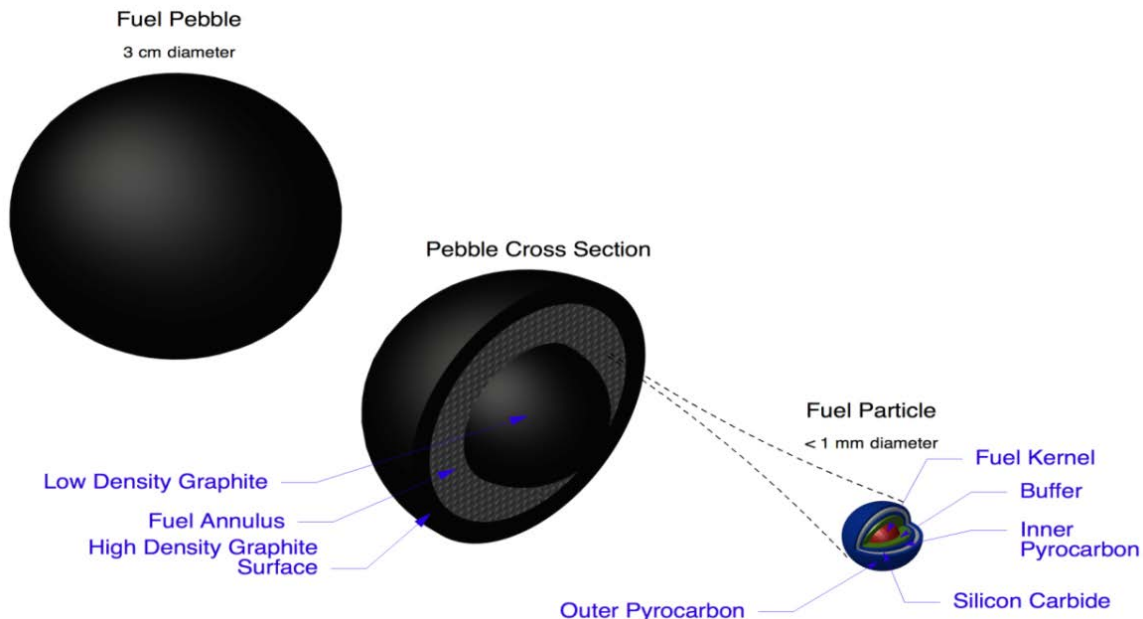 Fuel Pebble
3 cm diameter
Pebble Cross Section
Fuel Particle
< 1 mm diameter
Fuel Kernel
Low Density Graphite
Buffer
Fuel Annulus
Inner
Pyrocarbon
High Density Graphite
Surface
Silicon Carbide
Outer Pyrocarbon